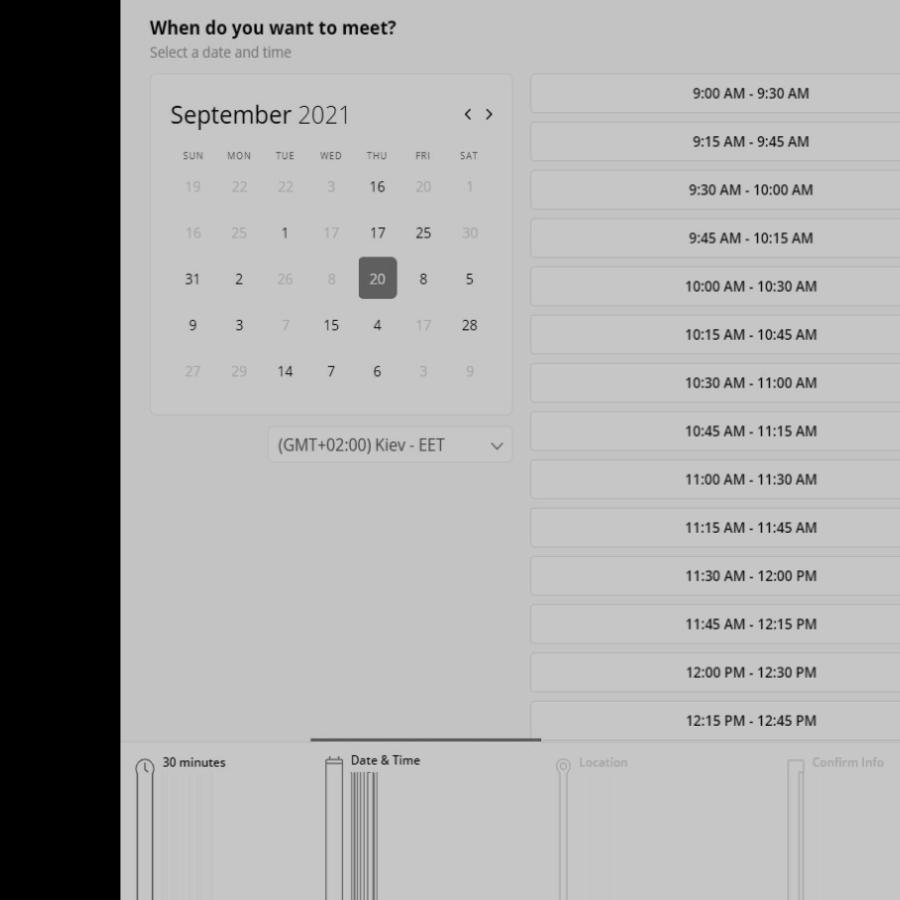 When do you want to meet?
Select a date and time
September 2021
SUN MON TUE WED THU FRI SAT
19 22 22 3 16 20 1
16 25 1 17 17 25 30
31 2 26 8 20 8 5
9 3 7 15 4 17 28
27 29 14 7 6 3 9
(GMT+02:00) Kiev - EET
9:00 AM - 9:30 AM
9:15 AM - 9:45 AM
9:30 AM - 10:00 AM
9:45 AM - 10:15 AM
10:00 AM - 10:30 AM
10:15 AM - 10:45 AM
10:30 AM - 11:00 AM
10:45 AM - 11:15 AM
11:00 AM - 11:30 AM
11:15 AM - 11:45 AM
11:30 AM - 12:00 PM
11:45 AM - 12:15 PM
12:00 PM - 12:30 PM
12:15 PM - 12:45 PM
30 minutes
Date & Time
Location
Confirm Info